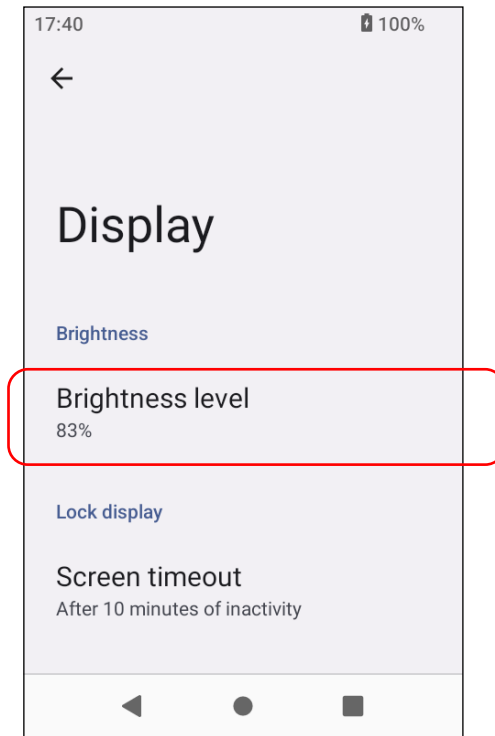 17:40 100%
Display
Brightness
Brightness level
83%
Lock display
Screen timeout
After 10 minutes of inactivity